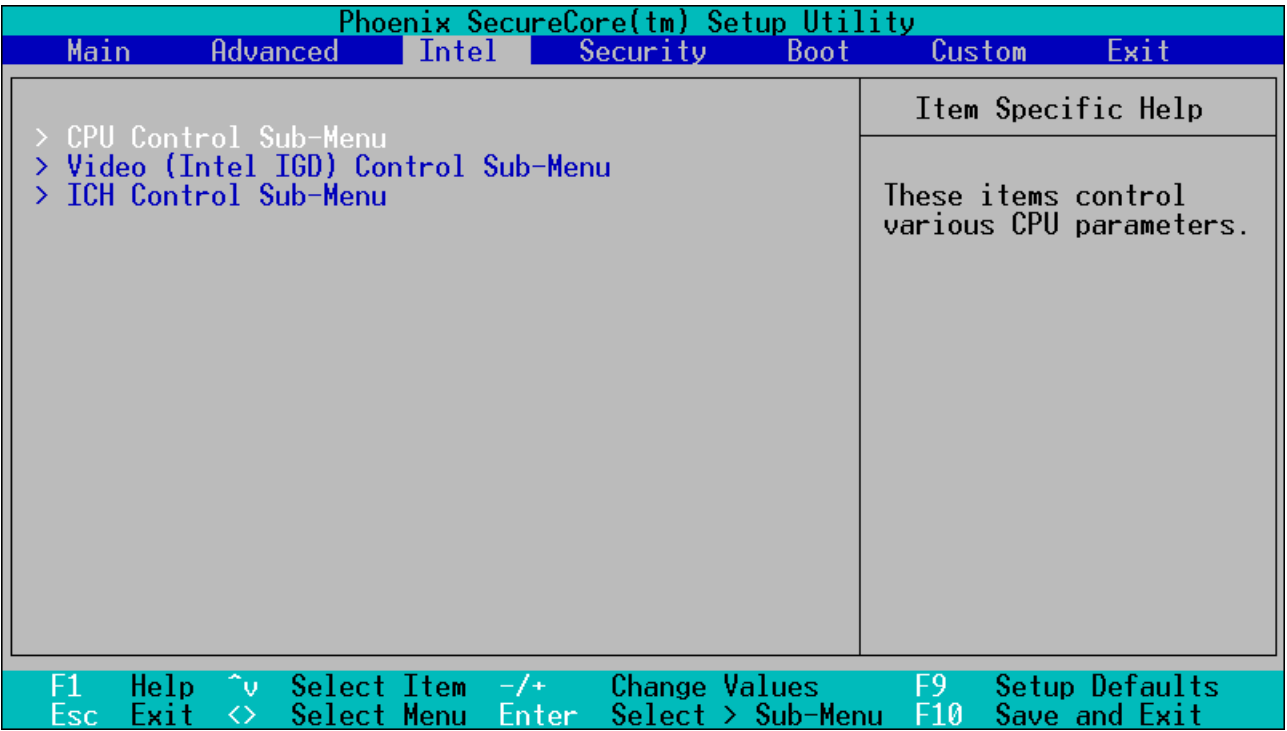 Phoenix SecureCore(tm) Setup Utility
Main Advanced Intel Security Boot Custom Exit
> CPU Control Sub-Menu
> Video (Intel IGD) Control Sub-Menu
> ICH Control Sub-Menu
Item Specific Help
These items control
various CPU parameters.
F1 Help ^v Select Item -/+ Change Values F9 Setup Defaults
Esc Exit <> Select Menu Enter Select > Sub-Menu F10 Save and Exit